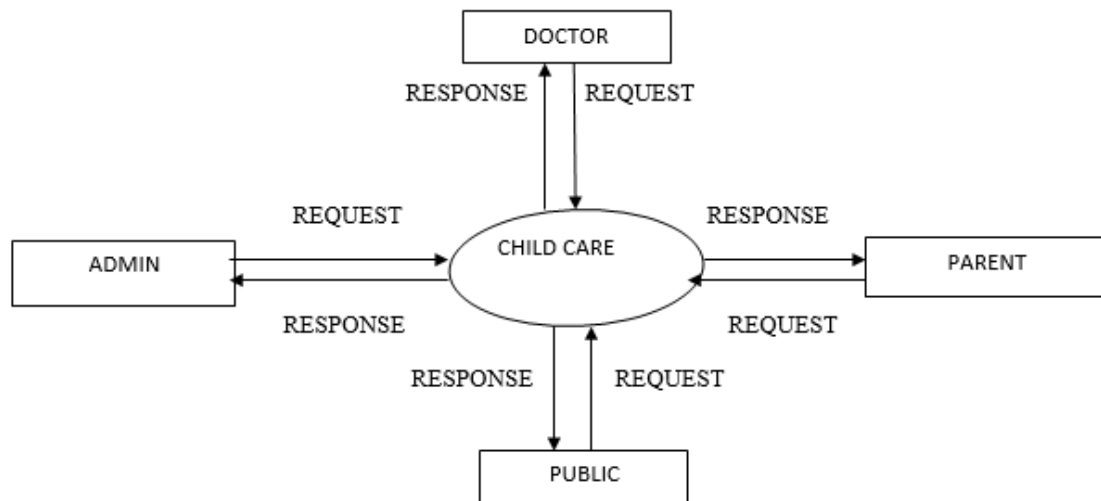 DOCTOR
RESPONSE
REQUEST
REQUEST
RESPONSE
ADMIN
CHILD CARE
PARENT
RESPONSE
REQUEST
RESPONSE
REQUEST
PUBLIC